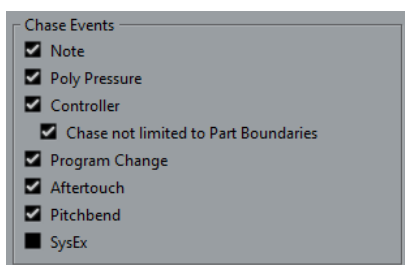 Chase Events
Note
Poly Pressure
Controller
Chase not limited to Part Boundaries
Program Change
Aftertouch
Pitchbend
SysEx